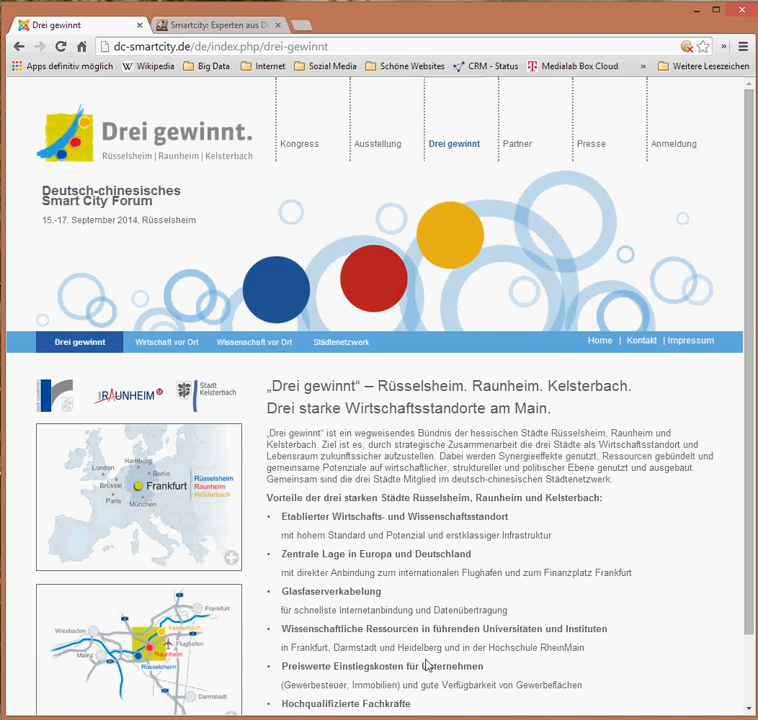 Drei gewinnt
Smartcity: Experten aus D
dc-smartcity.de/de/index.php/drei-gewinnt
Apps definitiv möglich Wikipedia Big Data Internet Sozial Media Schöne Websites CRM - Status Medialab Box Cloud » Weitere Lesezeichen
Drei gewinnt.
Rüsselsheim | Raunheim | Kelsterbach
Kongress
Ausstellung
Drei gewinnt
Partner
Presse
Anmeldung
Deutsch-chinesisches
Smart City Forum
15.-17. September 2014, Rüsselsheim
Drei gewinnt Wirtschaft vor Ort Wissenschaft vor Ort Städtenetzwerk
Home | Kontakt | Impressum
RAUNHEIM
Stadt
Kelsterbach
„Drei gewinnt“ – Rüsselsheim. Raunheim. Kelsterbach.
Drei starke Wirtschaftsstandorte am Main.
„Drei gewinnt“ ist ein wegweisendes Bündnis der hessischen Städte Rüsselsheim, Raunheim und
Kelsterbach. Ziel ist es, durch strategische Zusammenarbeit die drei Städte als Wirtschaftsstandort und
Lebensraum zukunftssicher aufzustellen. Dabei werden Synergieeffekte genutzt, Ressourcen gebündelt und
gemeinsame Potenziale auf wirtschaftlicher, struktureller und politischer Ebene genutzt und ausgebaut.
Gemeinsam sind die drei Städte Mitglied im deutsch-chinesischen Städtenetzwerk.
Vorteile der drei starken Städte Rüsselsheim, Raunheim und Kelsterbach:
• Etablierter Wirtschafts- und Wissenschaftsstandort
mit hohem Standard und Potenzial und erstklassiger Infrastruktur
• Zentrale Lage in Europa und Deutschland
mit direkter Anbindung zum internationalen Flughafen und zum Finanzplatz Frankfurt
• Glasfaserverkabelung
für schnellste Internetanbindung und Datenübertragung
• Wissenschaftliche Ressourcen in führenden Universitäten und Instituten
in Frankfurt, Darmstadt und Heidelberg und in der Hochschule RheinMain
• Preiswerte Einstiegskosten für Unternehmen
(Gewerbesteuer, Immobilien) und gute Verfügbarkeit von Gewerbeflächen
• Hochqualifizierte Fachkräfte
Hamburg
London
Berlin
Brüssel
Frankfurt
Paris
München
Rüsselsheim
Raunheim
Kelsterbach
Frankfurt
Wiesbaden
Kelsterbach
Flughafen
Mainz
Raunheim
Rüsselsheim
Darmstadt